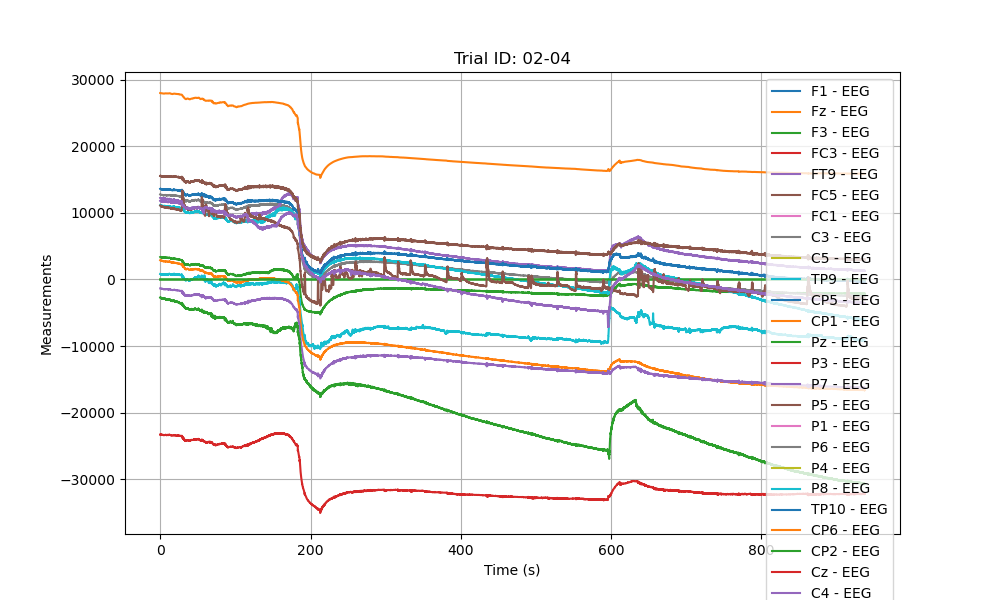 Trial ID: 02-04
30000
20000
10000
0
−10000
−20000
−30000
Measurements
0
200
400
600
800
Time (s)
F1 - EEG
Fz - EEG
F3 - EEG
FC3 - EEG
FT9 - EEG
FC5 - EEG
FC1 - EEG
C3 - EEG
C5 - EEG
TP9 - EEG
CP5 - EEG
CP1 - EEG
Pz - EEG
P3 - EEG
P7 - EEG
P5 - EEG
P1 - EEG
P6 - EEG
P4 - EEG
P8 - EEG
TP10 - EEG
CP6 - EEG
CP2 - EEG
Cz - EEG
C4 - EEG